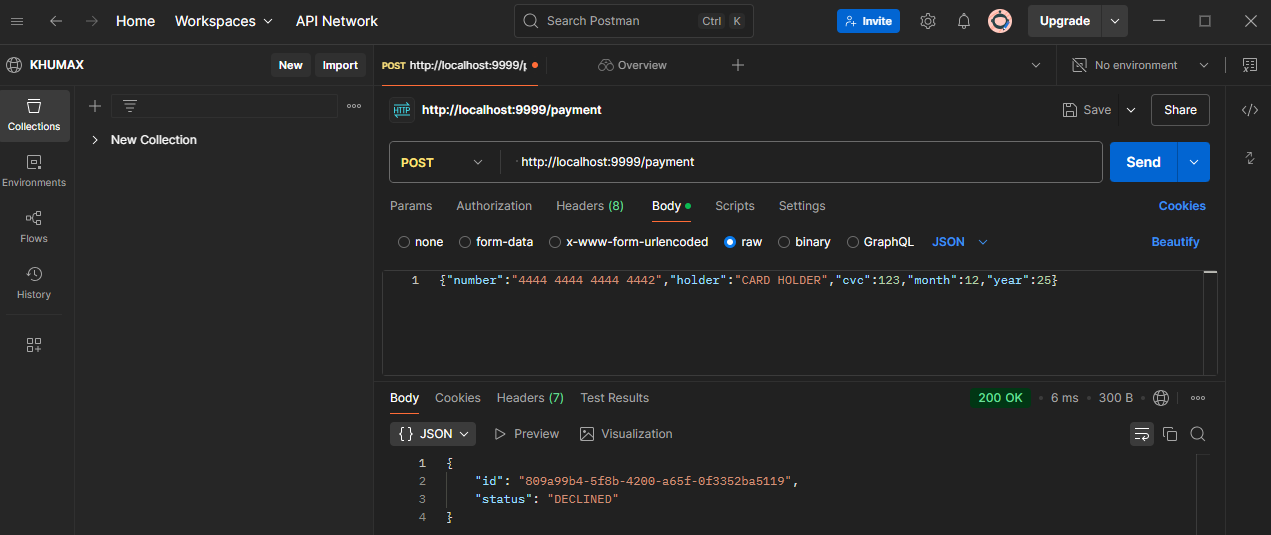 Home Workspaces API Network Search Postman Ctrl K Invite Upgrade
KHUMAX New Import POST http://localhost:9999/p Overview No environment
Collections
HTTP http://localhost:9999/payment Save Share
New Collection
POST http://localhost:9999/payment Send
Environments
Params Authorization Headers (8) Body Scripts Settings Cookies
Flows
none form-data x-www-form-urlencoded raw binary GraphQL JSON Beautify
History
1 {"number":"4444 4444 4444 4442","holder":"CARD HOLDER","cvc":123,"month":12,"year":25}
Body Cookies Headers (7) Test Results 200 OK • 6 ms • 300 B •
{} JSON Preview Visualization
1 {
2 "id": "809a99b4-5f8b-4200-a65f-0f3352ba5119",
3 "status": "DECLINED"
4 }